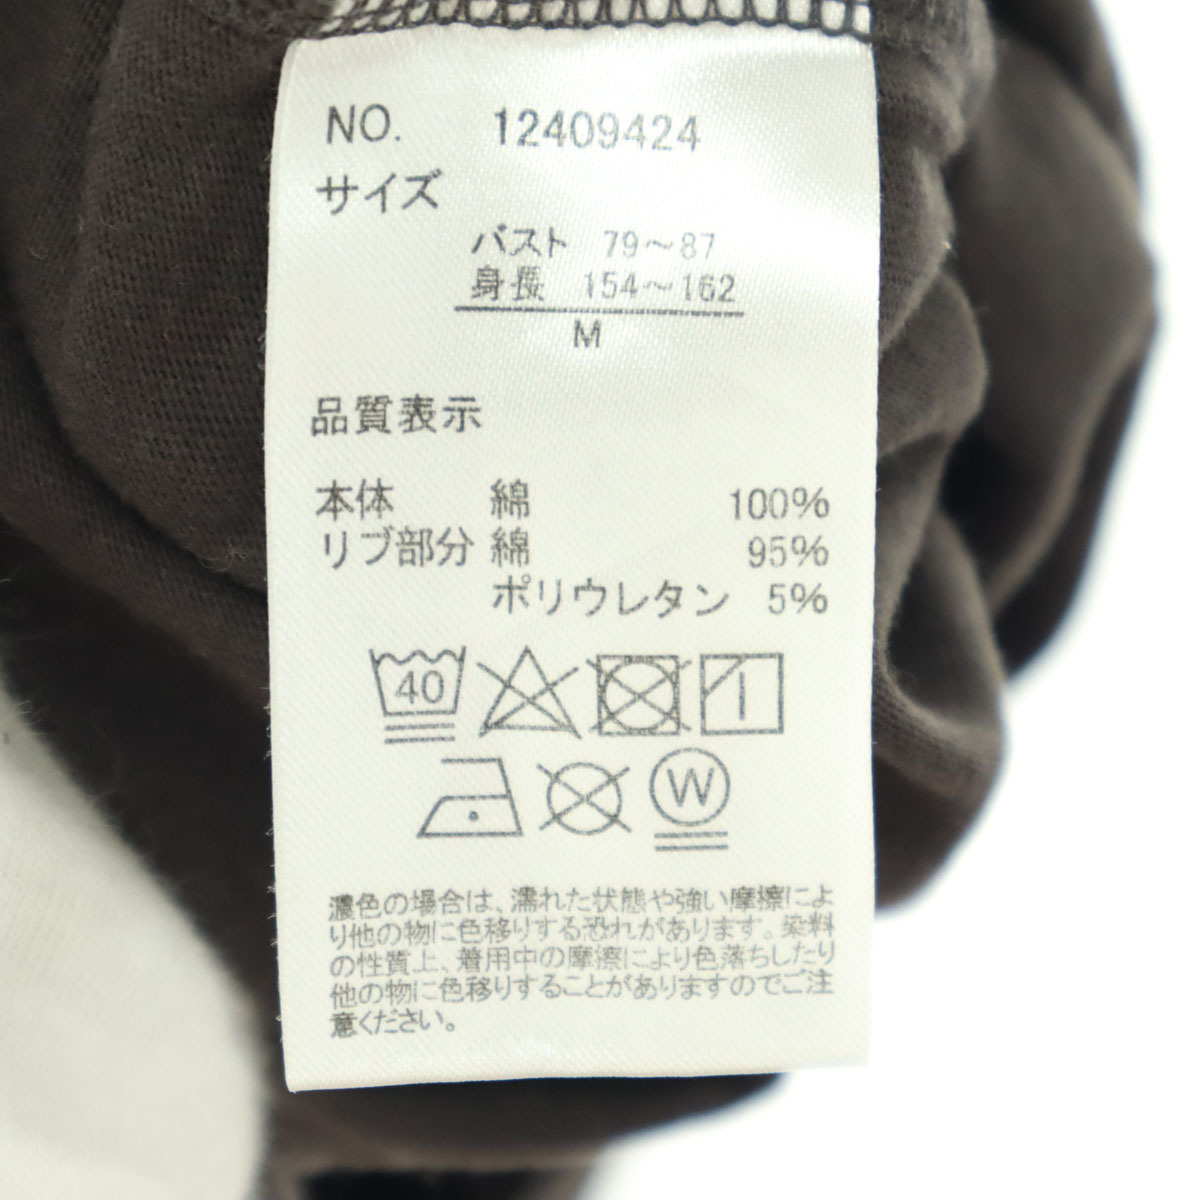 NO. 12409424
サイズ
バスト 79～87
身長 154～162
M
品質表示
本体 綿 100%
リブ部分 綿 95%
ポリウレタン 5%
40
W
濃色の場合は、濡れた状態や強い摩擦によ
り他の物に色移りする恐れがあります。染料
の性質上、着用中の摩擦により色落ちしたり
他の物に色移りすることがありますのでご注
意ください。